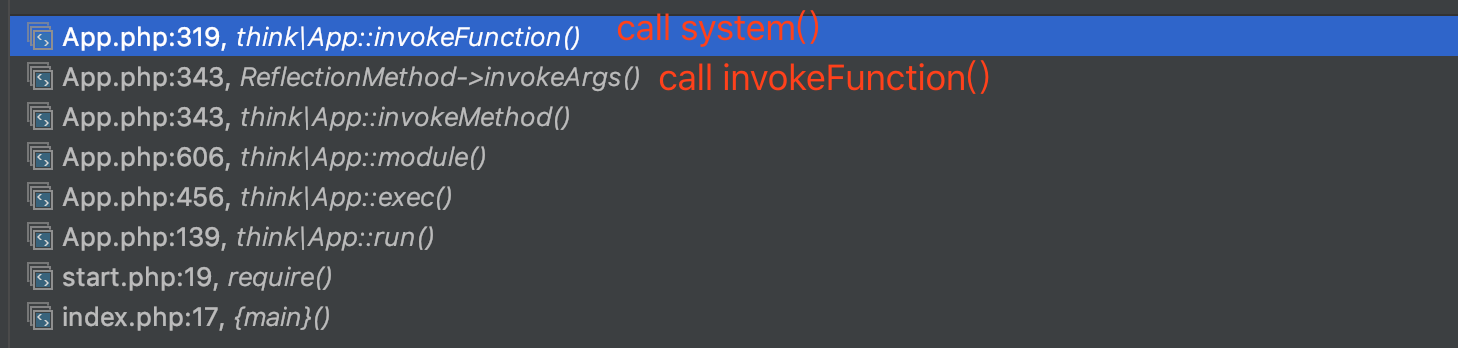 App.php:319, think\App::invokeFunction() call system()
App.php:343, ReflectionMethod->invokeArgs() call invokeFunction()
App.php:343, think\App::invokeMethod()
App.php:606, think\App::module()
App.php:456, think\App::exec()
App.php:139, think\App::run()
start.php:19, require()
index.php:17, {main}()